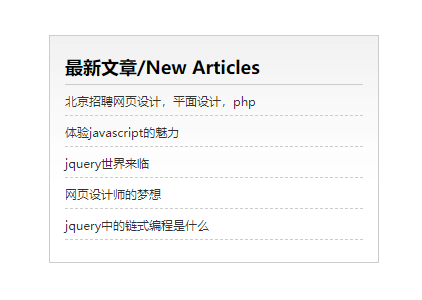 最新文章/New Articles
北京招聘网页设计，平面设计，php
体验javascript的魅力
jquery世界来临
网页设计师的梦想
jquery中的链式编程是什么